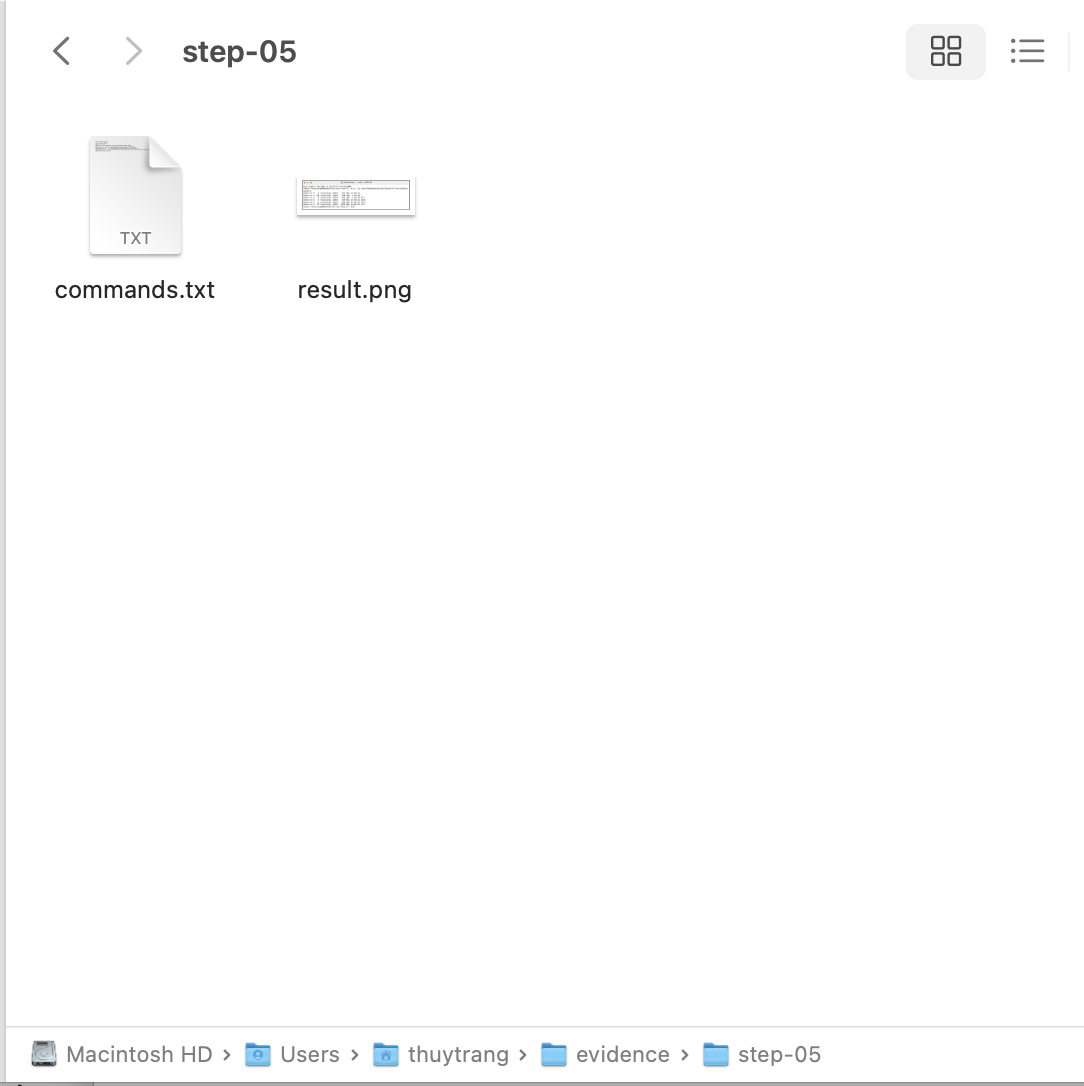 step-05
TXT
commands.txt
result.png
Macintosh HD › Users › thuytrang › evidence › step-05